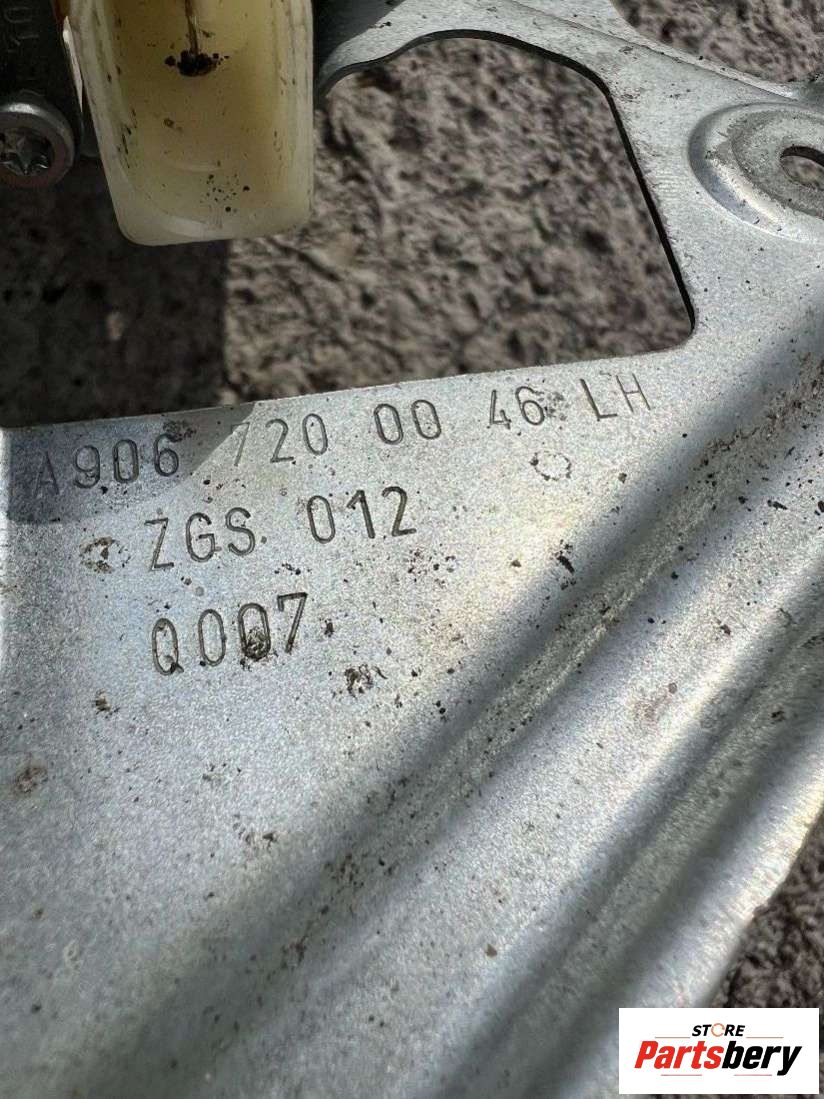 A906 720 00 46 LH
ZGS 012
Q007
STORE
Partsbery